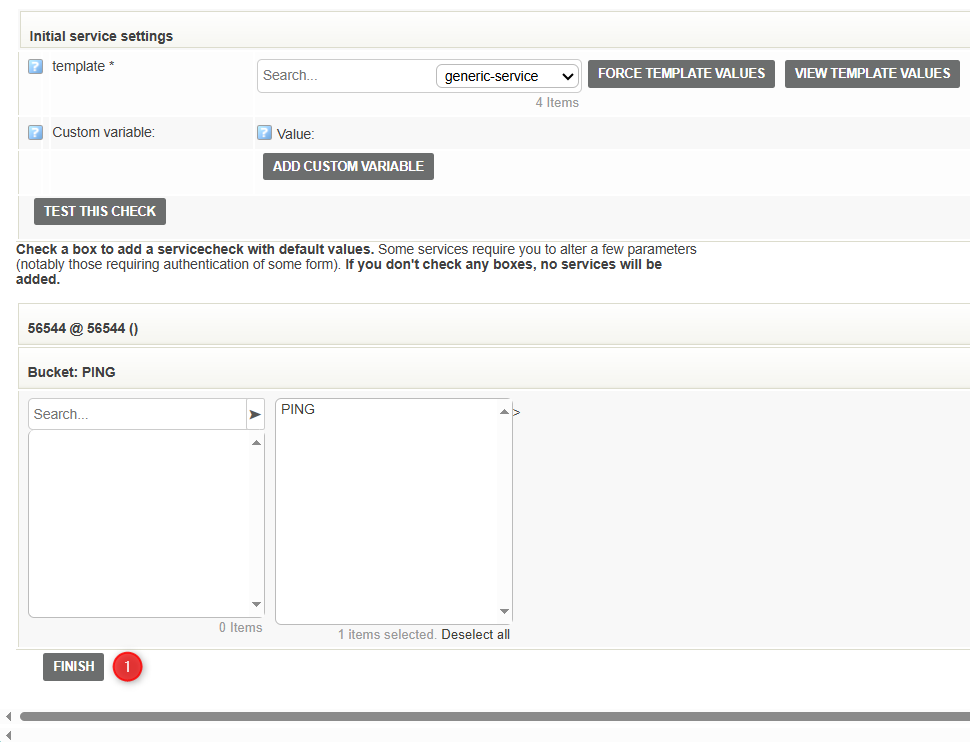 Initial service settings
? template *
Search... generic-service FORCE TEMPLATE VALUES VIEW TEMPLATE VALUES
4 Items
? Custom variable: ? Value:
ADD CUSTOM VARIABLE
TEST THIS CHECK
Check a box to add a servicecheck with default values. Some services require you to alter a few parameters
(notably those requiring authentication of some form). If you don't check any boxes, no services will be
added.
56544 @ 56544 ()
Bucket: PING
Search... PING >
0 Items
1 items selected. Deselect all
FINISH 1